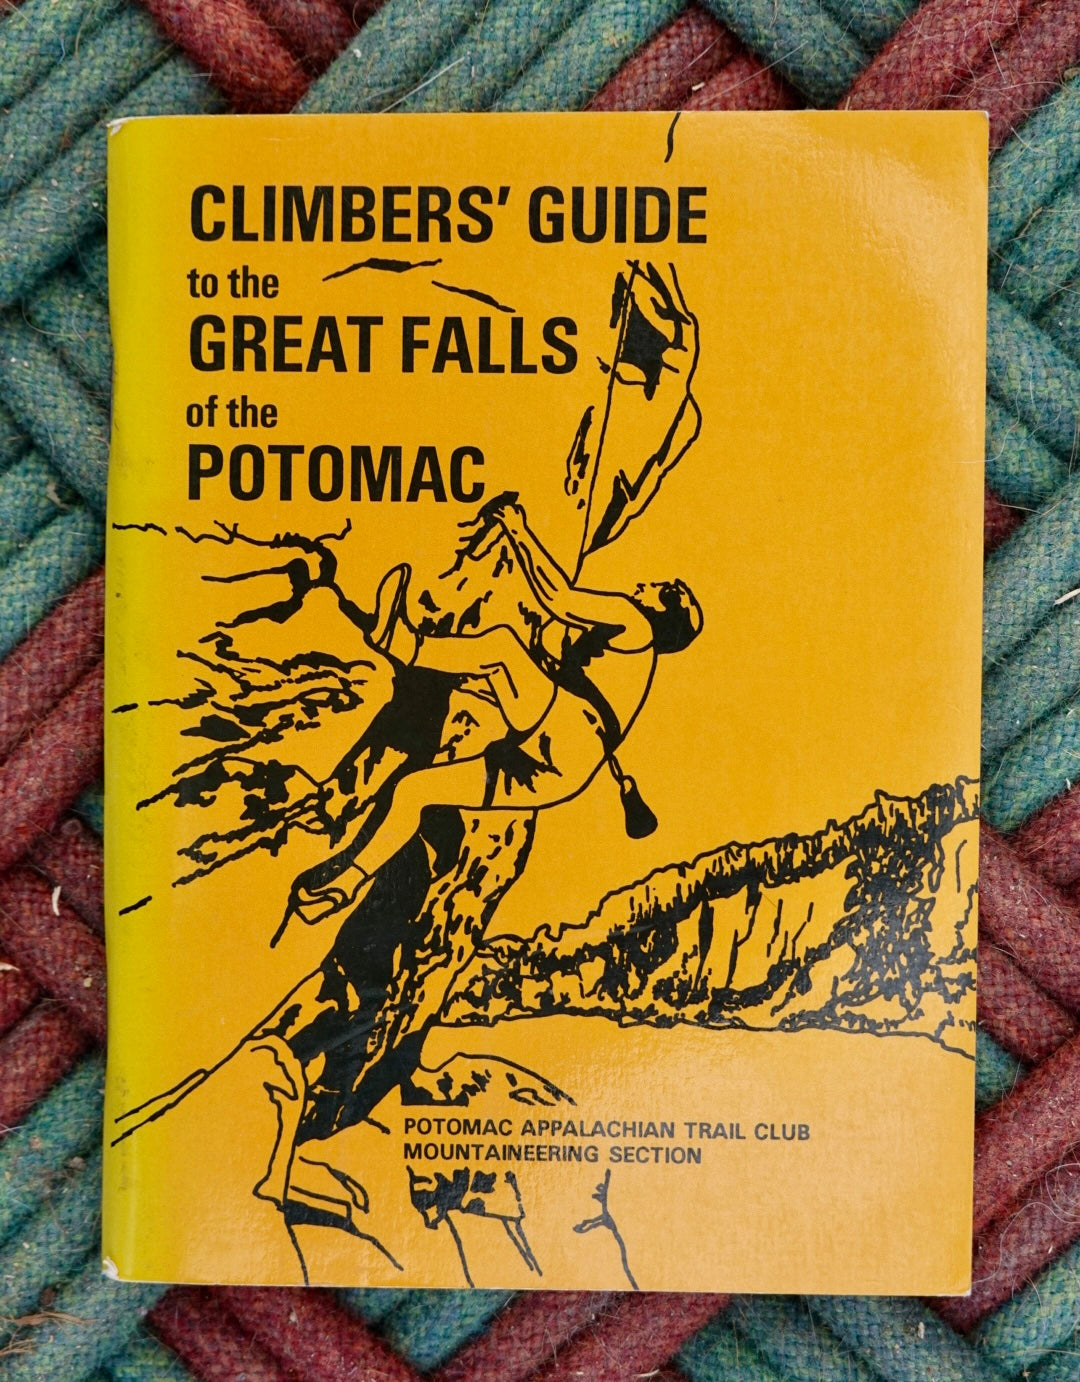 CLIMBERS' GUIDE
to the
GREAT FALLS
of the
POTOMAC
POTOMAC APPALACHIAN TRAIL CLUB
MOUNTAINEERING SECTION